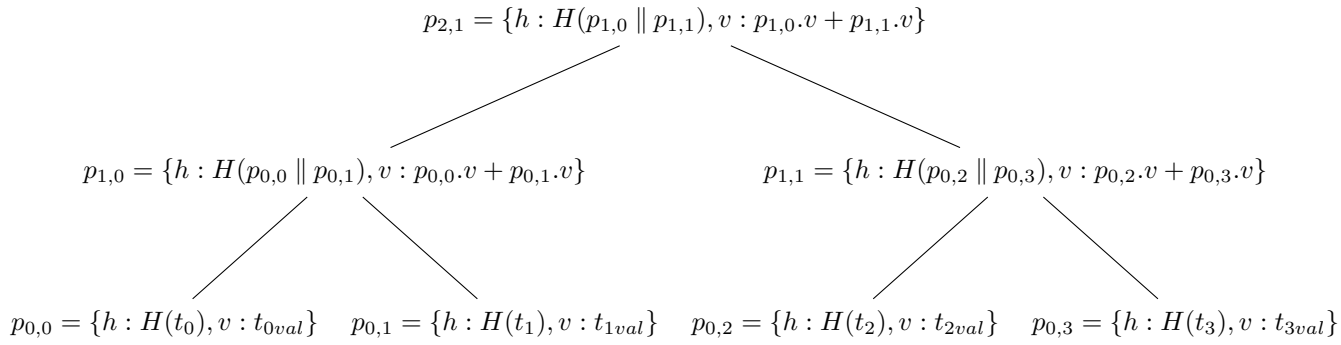 p_{2,1} = {h : H(p_{1,0} ∥ p_{1,1}), v : p_{1,0}.v + p_{1,1}.v}
p_{1,0} = {h : H(p_{0,0} ∥ p_{0,1}), v : p_{0,0}.v + p_{0,1}.v} p_{1,1} = {h : H(p_{0,2} ∥ p_{0,3}), v : p_{0,2}.v + p_{0,3}.v}
p_{0,0} = {h : H(t_0), v : t_{0val}} p_{0,1} = {h : H(t_1), v : t_{1val}} p_{0,2} = {h : H(t_2), v : t_{2val}} p_{0,3} = {h : H(t_3), v : t_{3val}}